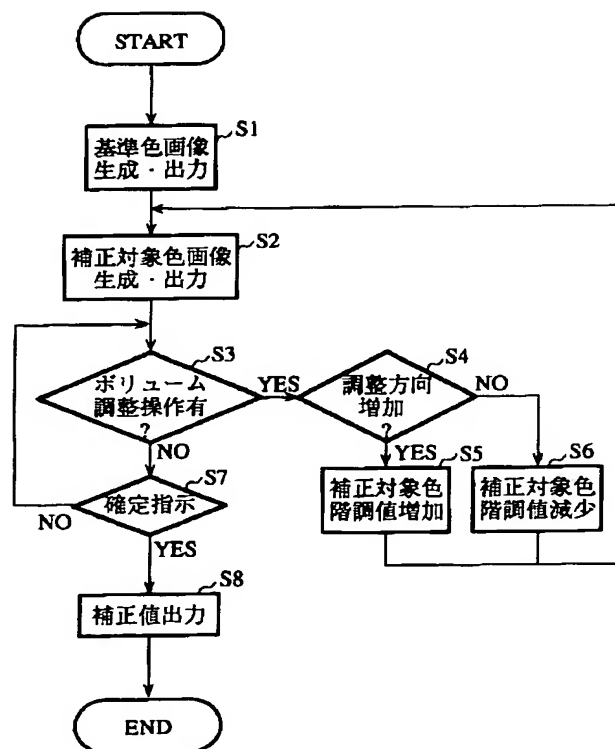 START
S1
基準色画像
生成・出力
S2
補正対象色画像
生成・出力
S3
ボリューム
調整操作有
?
YES
NO
S4
調整方向
増加
?
NO
YES
S5
補正対象色
階調値増加
S6
補正対象色
階調値減少
S7
確定指示
NO
YES
S8
補正値出力
END